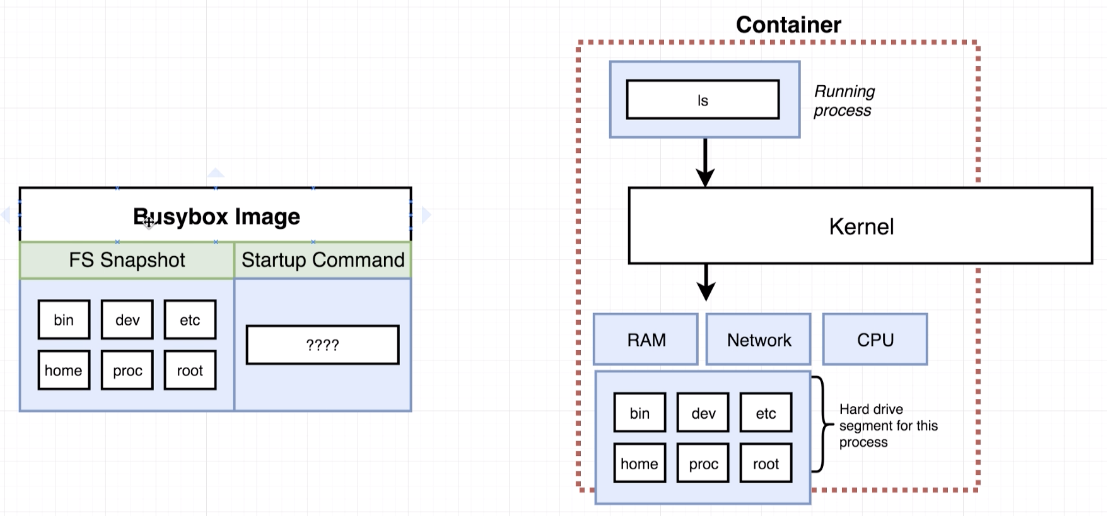 Container
ls
Running
process
Busybox Image
Kernel
FS Snapshot
Startup Command
bin
dev
etc
????
home
proc
root
RAM
Network
CPU
bin
dev
etc
Hard drive
segment for this
process
home
proc
root